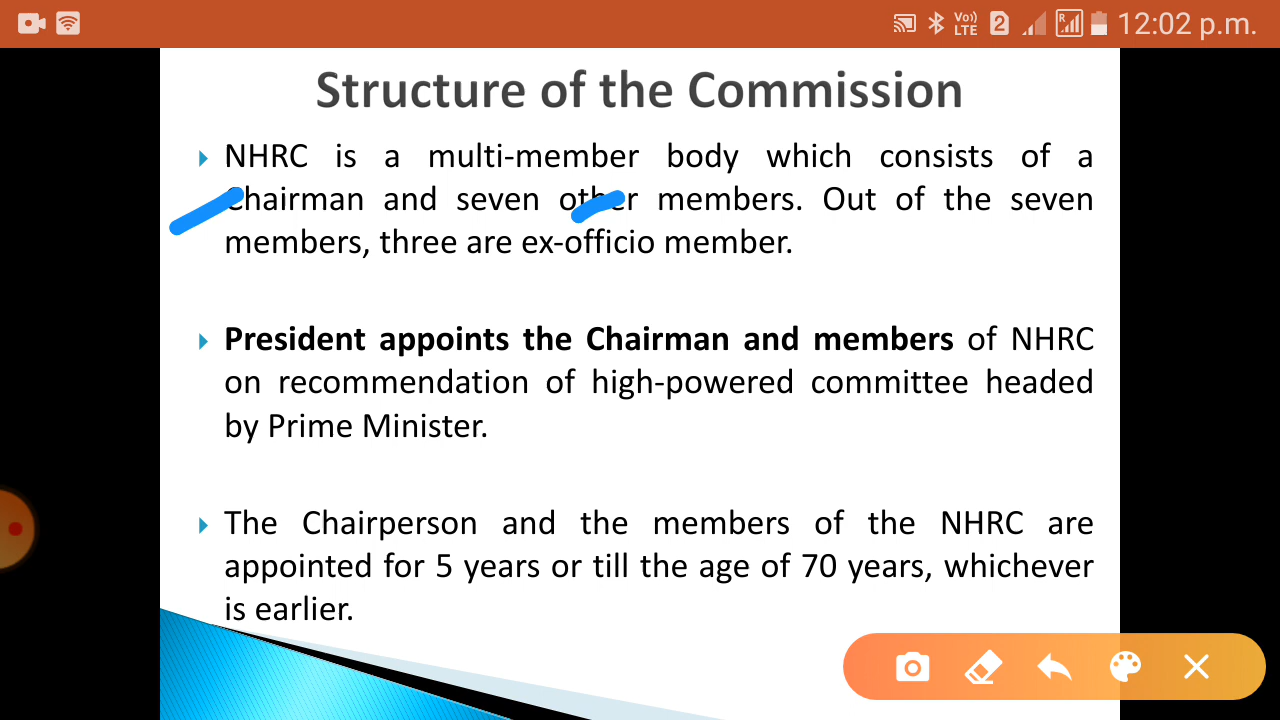 Vo)) 2 R 12:02 p.m.
LTE
Structure of the Commission
NHRC is a multi-member body which consists of a
Chairman and seven other members. Out of the seven
members, three are ex-officio member.
President appoints the Chairman and members of NHRC
on recommendation of high-powered committee headed
by Prime Minister.
The Chairperson and the members of the NHRC are
appointed for 5 years or till the age of 70 years, whichever
is earlier.